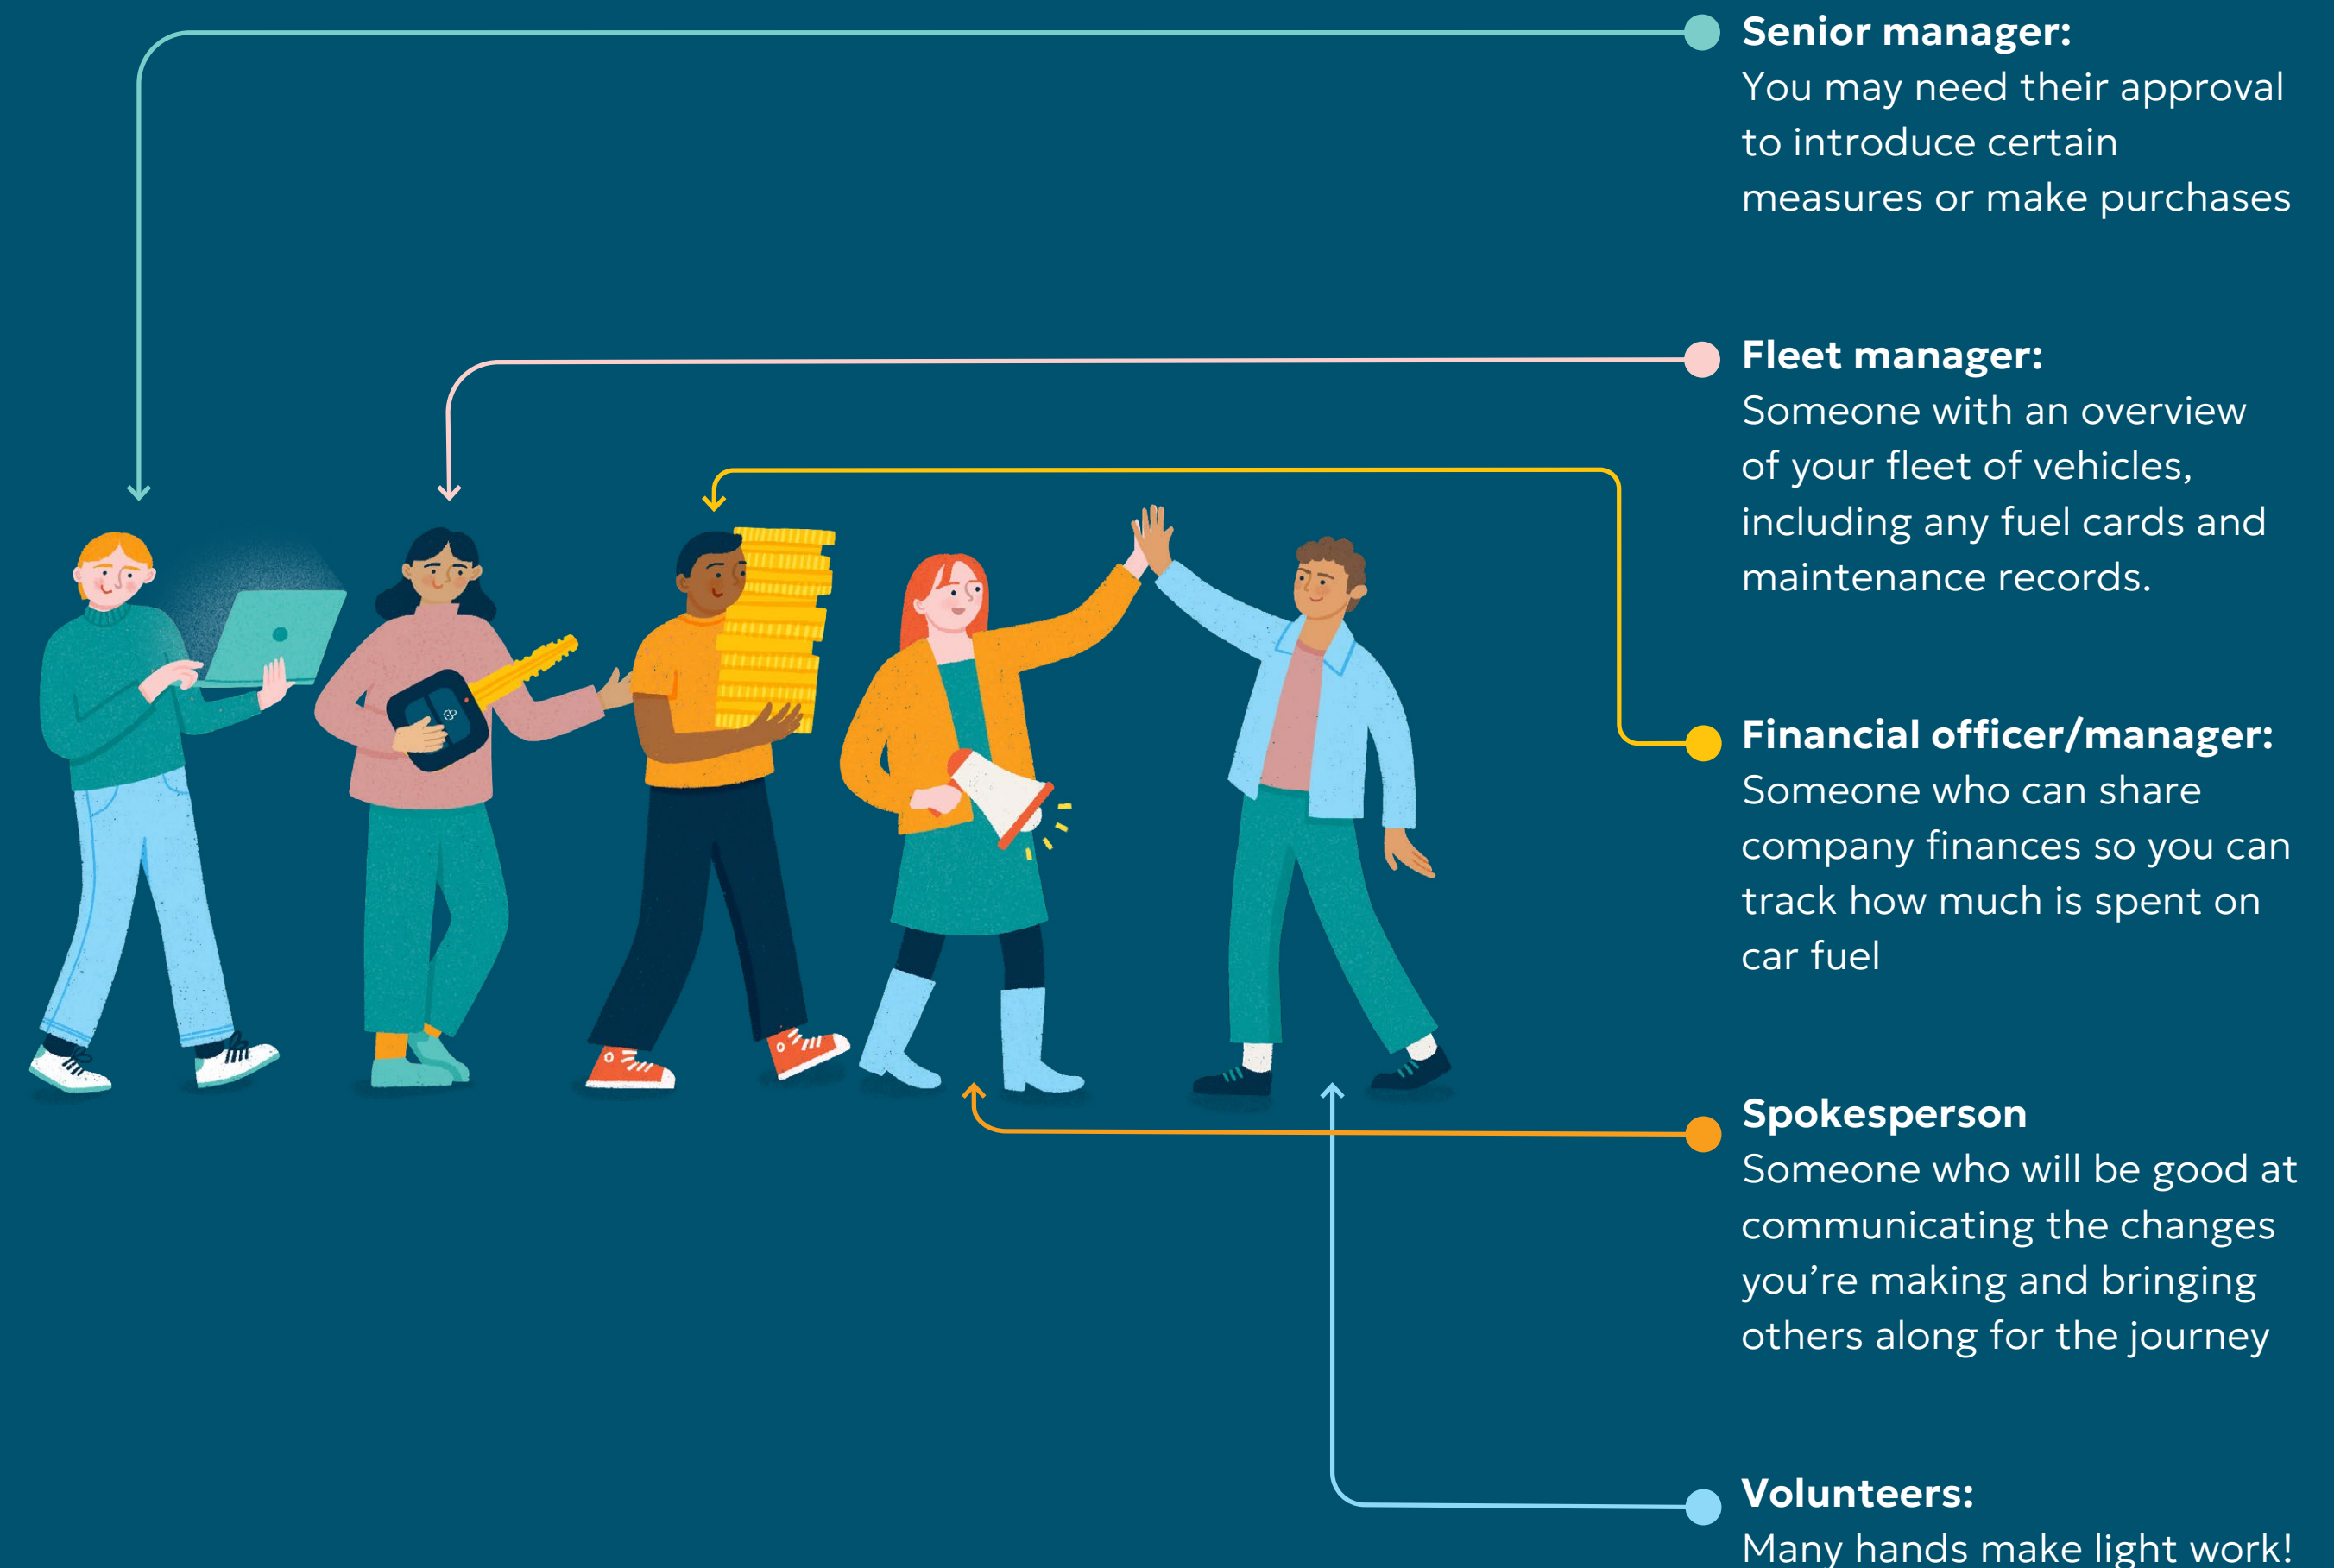 Senior manager:
You may need their approval
to introduce certain
measures or make purchases
Fleet manager:
Someone with an overview
of your fleet of vehicles,
including any fuel cards and
maintenance records.
Financial officer/manager:
Someone who can share
company finances so you can
track how much is spent on
car fuel
Spokesperson
Someone who will be good at
communicating the changes
you’re making and bringing
others along for the journey
Volunteers:
Many hands make light work!